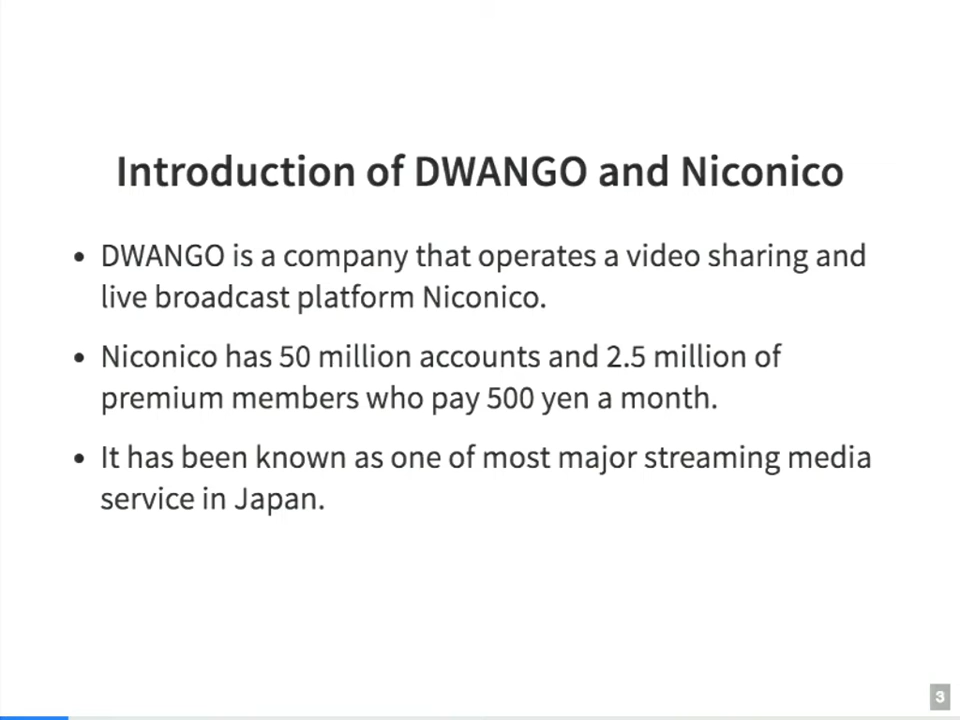 Introduction of DWANGO and Niconico
• DWANGO is a company that operates a video sharing and
live broadcast platform Niconico.
• Niconico has 50 million accounts and 2.5 million of
premium members who pay 500 yen a month.
• It has been known as one of most major streaming media
service in Japan.
3